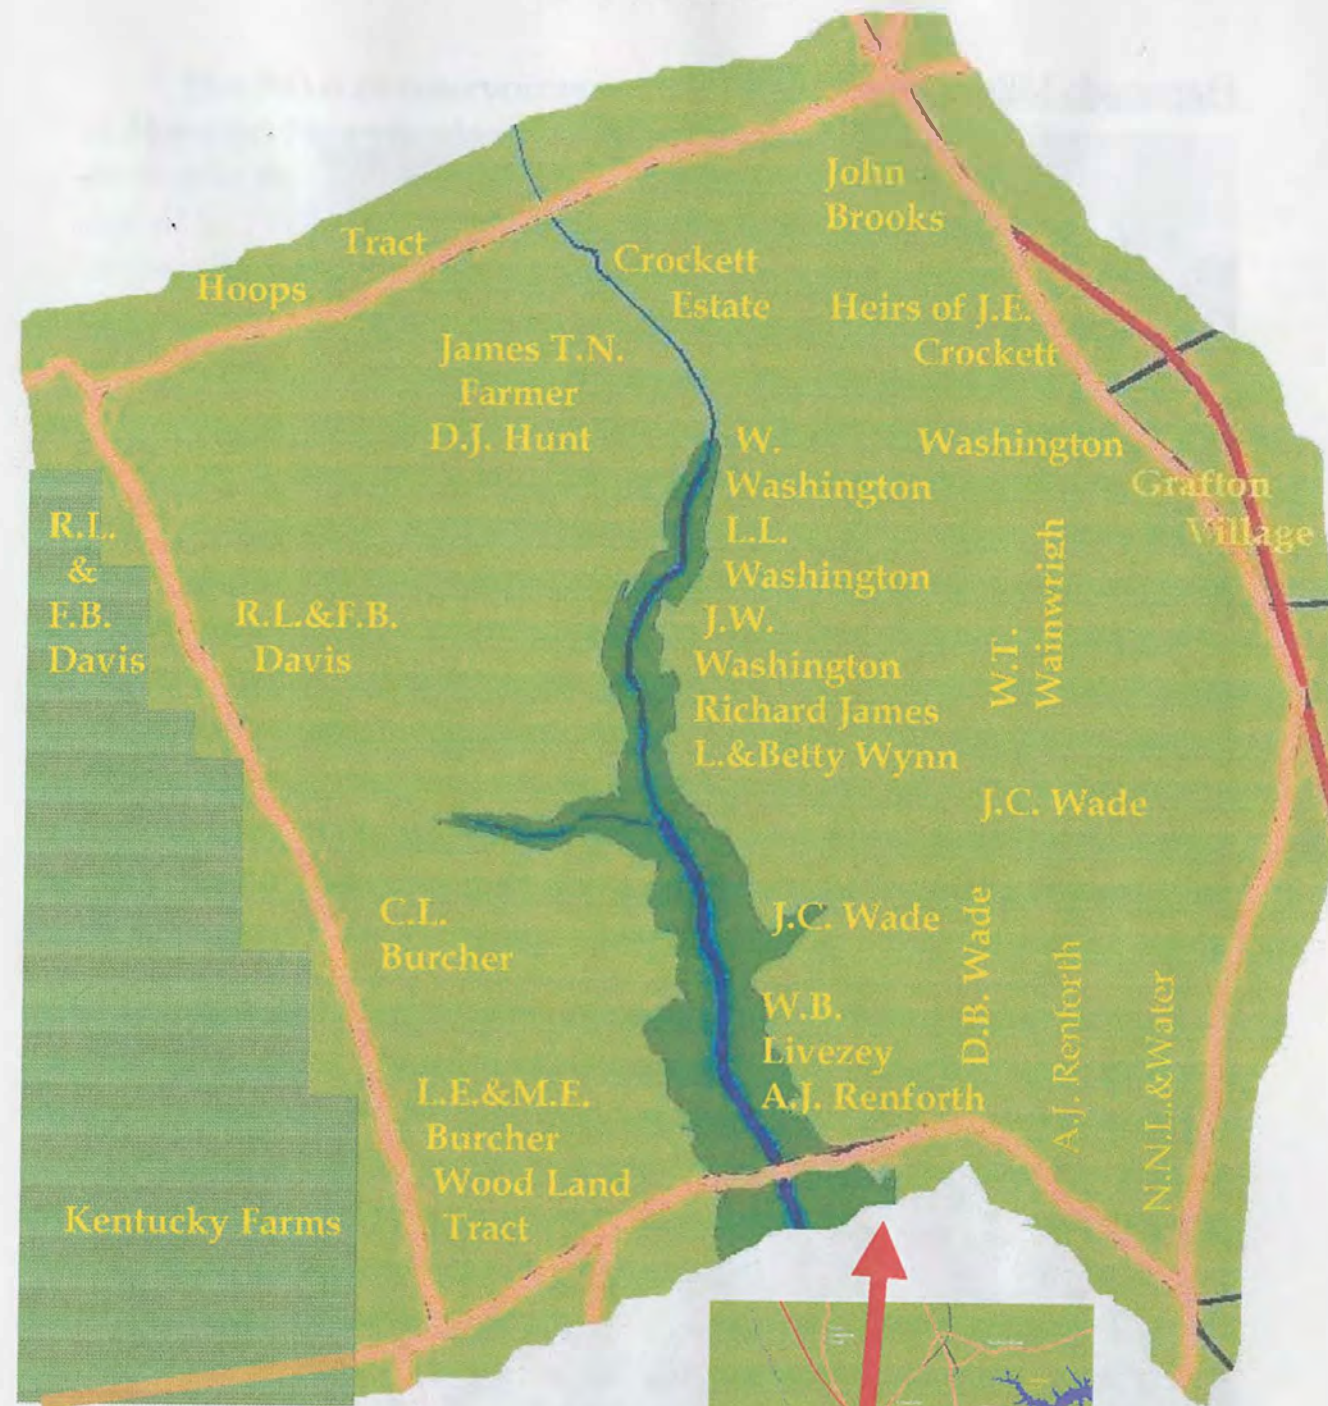 John
Brooks
Tract
Hoops
Crockett
Estate
Heirs of J.E.
Crockett
James T.N.
Farmer
D.J. Hunt
W.
Washington
Washington
Grafton
Village
L.L.
Washington
R.L.
&
F.B.
Davis
R.L.&F.B.
Davis
J.W.
Washington
Richard James
L.&Betty Wynn
W.T.
Wainwrigh
J.C. Wade
C.L.
Burcher
J.C. Wade
D.B. Wade
A.J. Renforth
N.N.L.&Water
W.B.
Livezey
A.J. Renforth
L.E.&M.E.
Burcher
Wood Land
Tract
Kentucky Farms